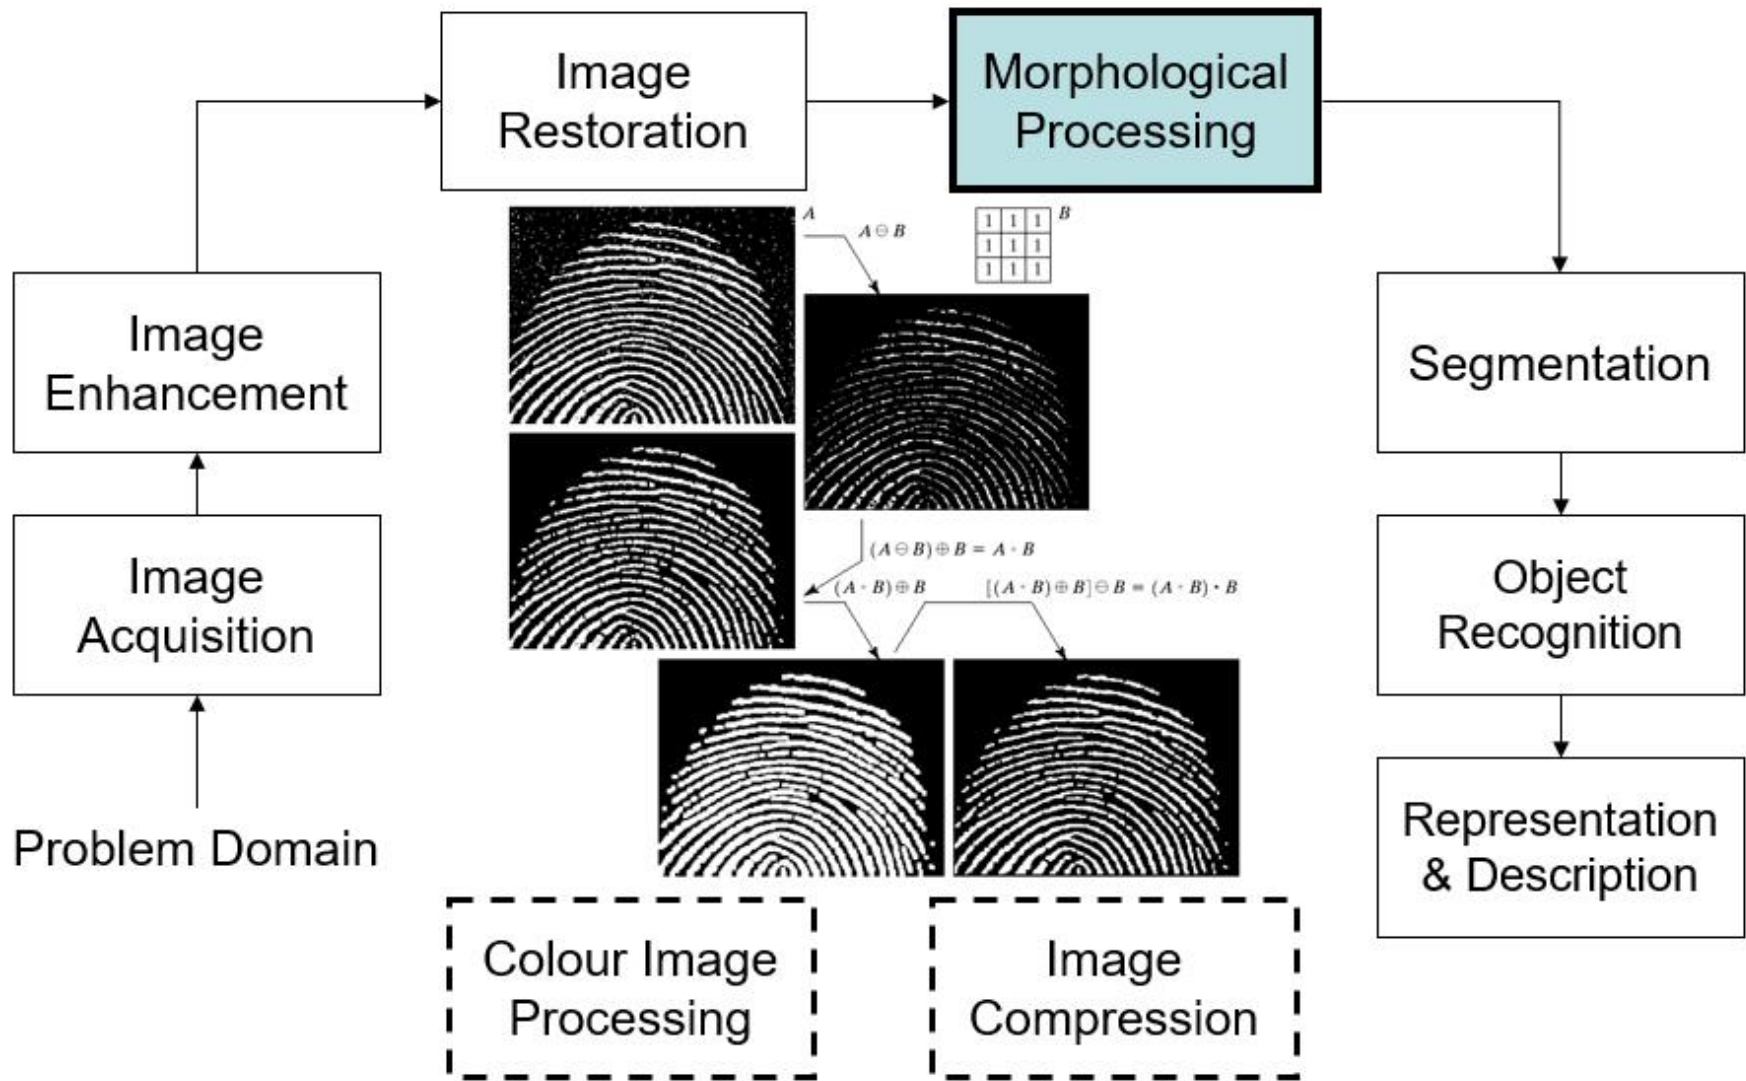 Image
Restoration
Morphological
Processing
A
A ⊖ B
1 1 1
1 1 1
1 1 1
B
Image
Enhancement
Segmentation
(A ⊖ B) ⊕ B = A ∘ B
(A ∘ B) ⊕ B
[(A ∘ B) ⊕ B] ⊖ B = (A ∘ B) • B
Image
Acquisition
Object
Recognition
Problem Domain
Representation
& Description
Colour Image
Processing
Image
Compression